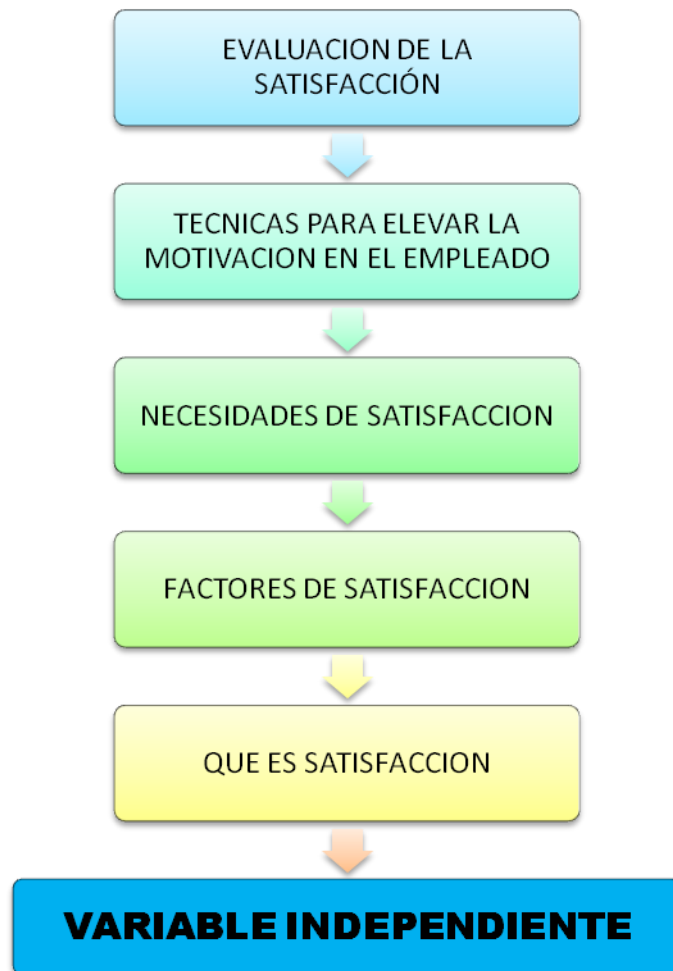 EVALUACION DE LA
SATISFACCIÓN
TECNICAS PARA ELEVAR LA
MOTIVACION EN EL EMPLEADO
NECESIDADES DE SATISFACCION
FACTORES DE SATISFACCION
QUE ES SATISFACCION
VARIABLE INDEPENDIENTE